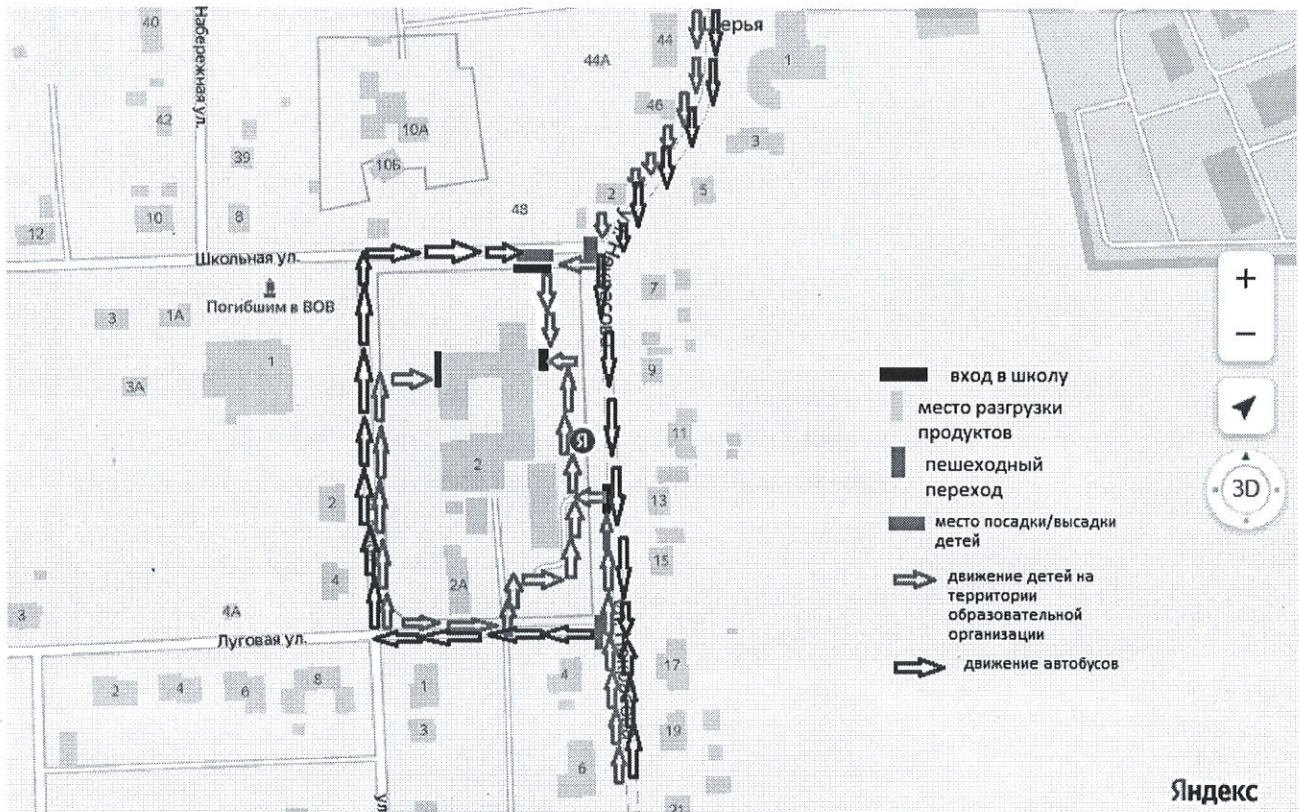 40
Набережная ул.
44
ерья
1
44А
46
42
10А
3
39
10Б
2
5
48
12
10
8
Школьная ул.
Погибшим в ВОВ
7
3
1А
1
3А
9
11
2
2
13
15
4
2А
3
4А
Луговая ул.
17
2
4
6
8
1
4
3
19
6
ул
21
Я
+
−
3D
вход в школу
место разгрузки
продуктов
пешеходный
переход
место посадки/высадки
детей
движение детей на
территории
образовательной
организации
движение автобусов
Яндекс